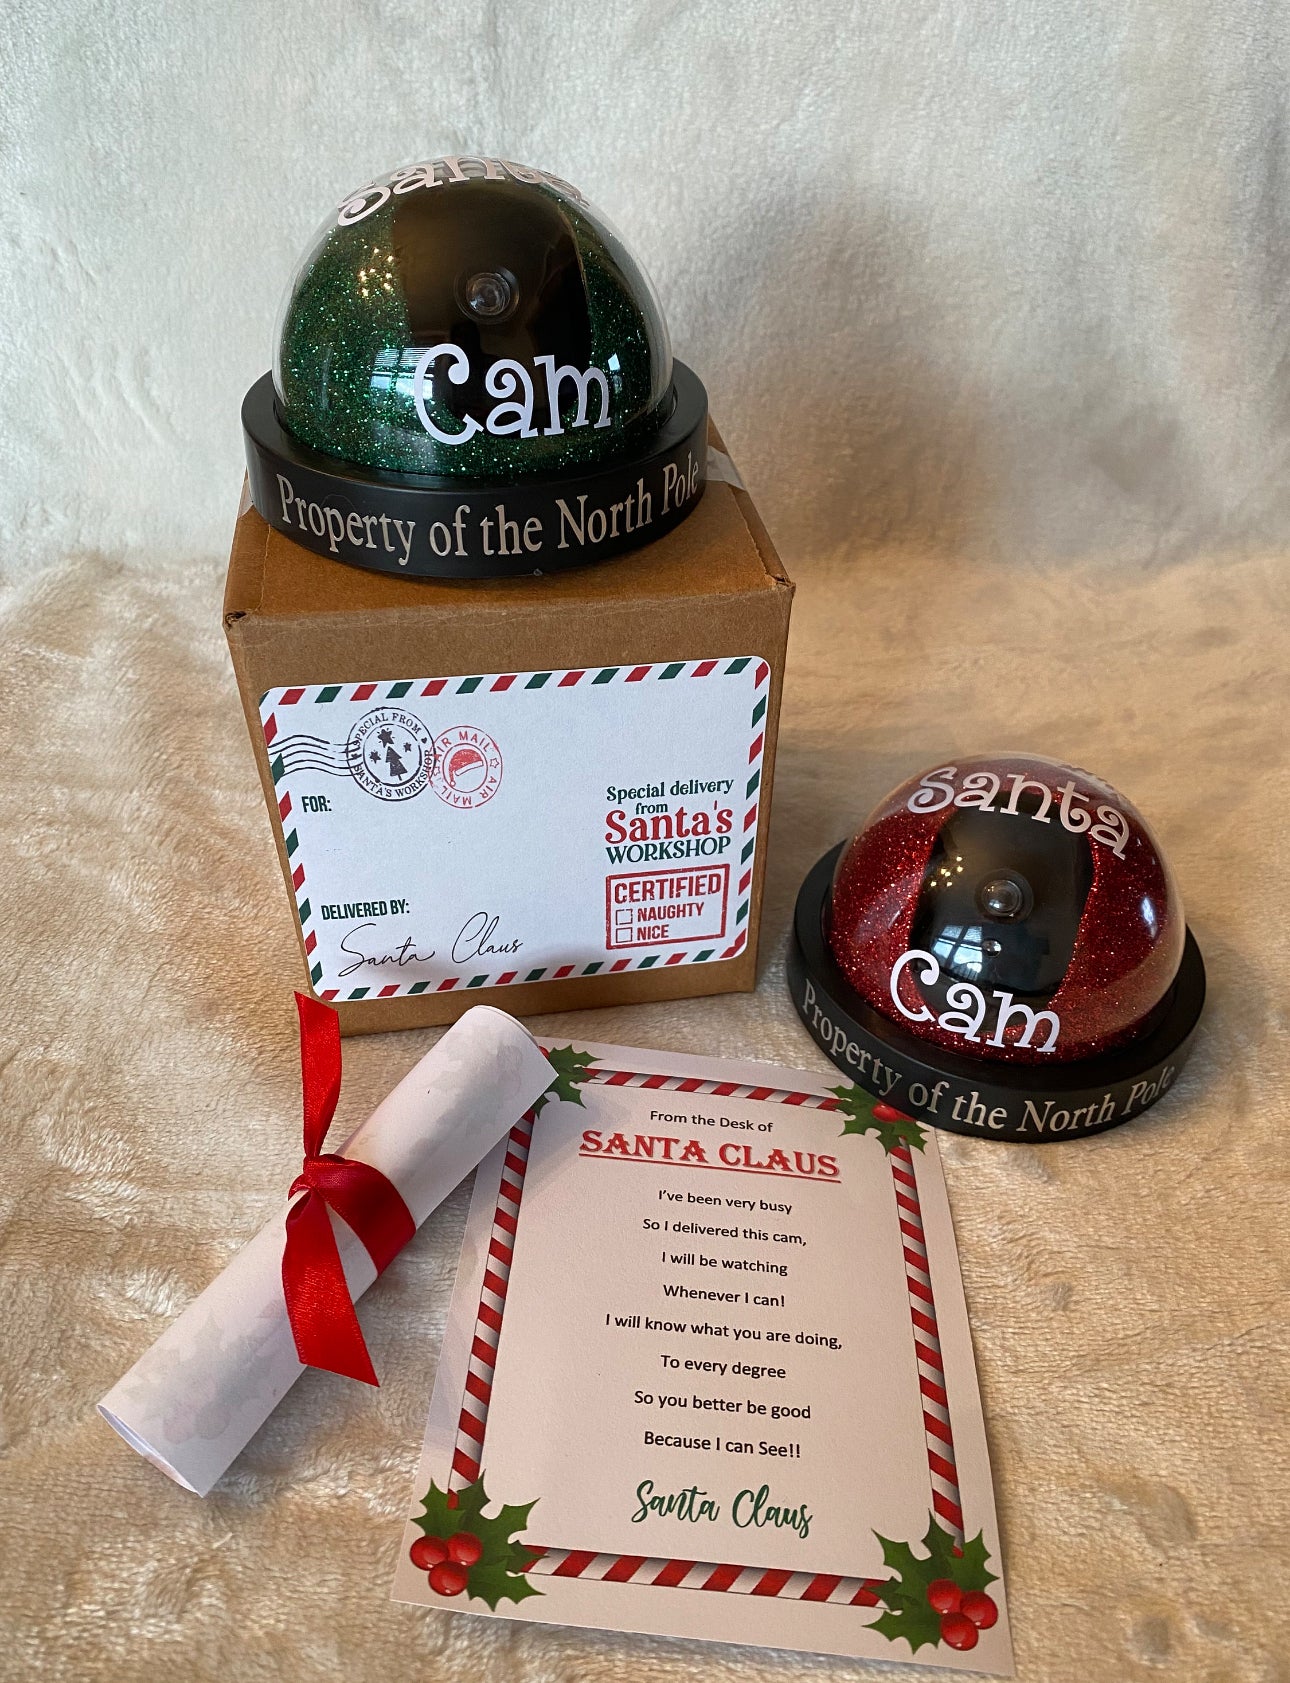 Santa
Cam
Property of the North Pole
SPECIAL FROM
SANTA'S WORKSHOP
AIR MAIL
AIR MAIL
FOR:
Special delivery
from
Santa's
WORKSHOP
CERTIFIED
NAUGHTY
NICE
DELIVERED BY:
Santa Claus
Santa
Cam
Property of the North Pole
From the Desk of
SANTA CLAUS
I've been very busy
So I delivered this cam,
I will be watching
Whenever I can!
I will know what you are doing,
To every degree
So you better be good
Because I can See!!
Santa Claus